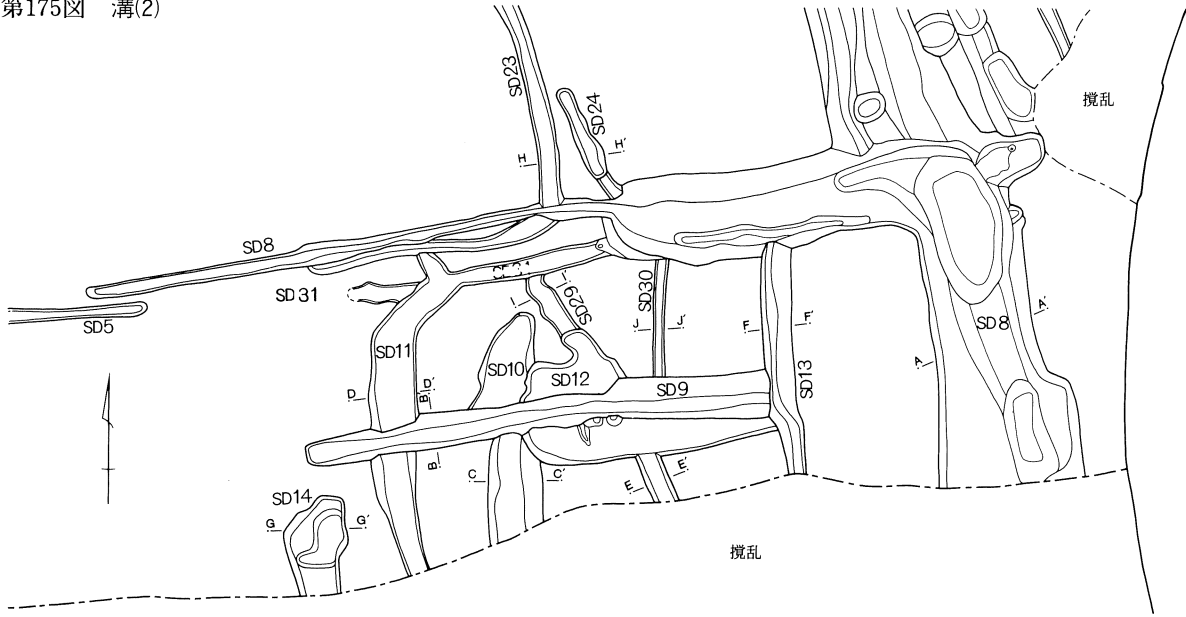 第175図 溝(2)
SD23
SD24
H
H′
撹乱
SD8
SD31
SD5
SD29
I
SD30
J
J′
F
F′
SD8
A′
A
SD11
SD10
SD12
SD9
SD13
D
D′
B′
B
C
C′
E
E′
SD14
G
G′
撹乱